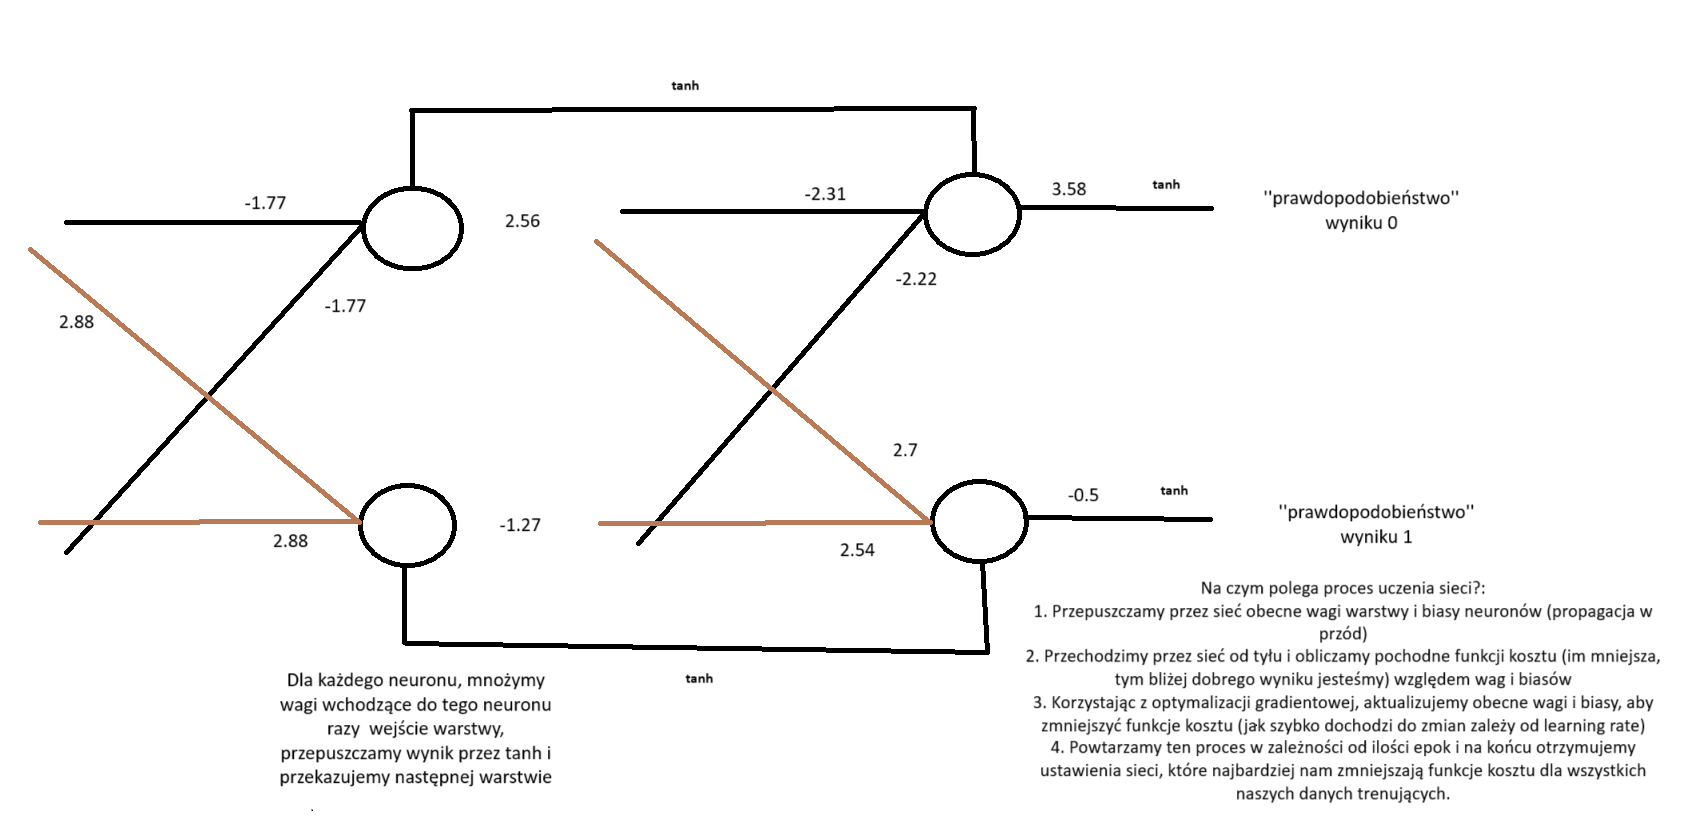 tanh
-1.77
2.56
-1.77
2.88
-2.31
3.58
tanh
-2.22
''prawdopodobieństwo''
wyniku 0
2.88
-1.27
2.7
2.54
-0.5
tanh
''prawdopodobieństwo''
wyniku 1
tanh
Dla każdego neuronu, mnożymy
wagi wchodzące do tego neuronu
razy wejście warstwy,
przepuszczamy wynik przez tanh i
przekazujemy następnej warstwie
Na czym polega proces uczenia sieci?:
1. Przepuszczamy przez sieć obecne wagi warstwy i biasy neuronów (propagacja w
przód)
2. Przechodzimy przez sieć od tyłu i obliczamy pochodne funkcji kosztu (im mniejsza,
tym bliżej dobrego wyniku jesteśmy) względem wag i biasów
3. Korzystając z optymalizacji gradientowej, aktualizujemy obecne wagi i biasy, aby
zmniejszyć funkcje kosztu (jak szybko dochodzi do zmian zależy od learning rate)
4. Powtarzamy ten proces w zależności od ilości epok i na końcu otrzymujemy
ustawienia sieci, które najbardziej nam zmniejszają funkcje kosztu dla wszystkich
naszych danych trenujących.